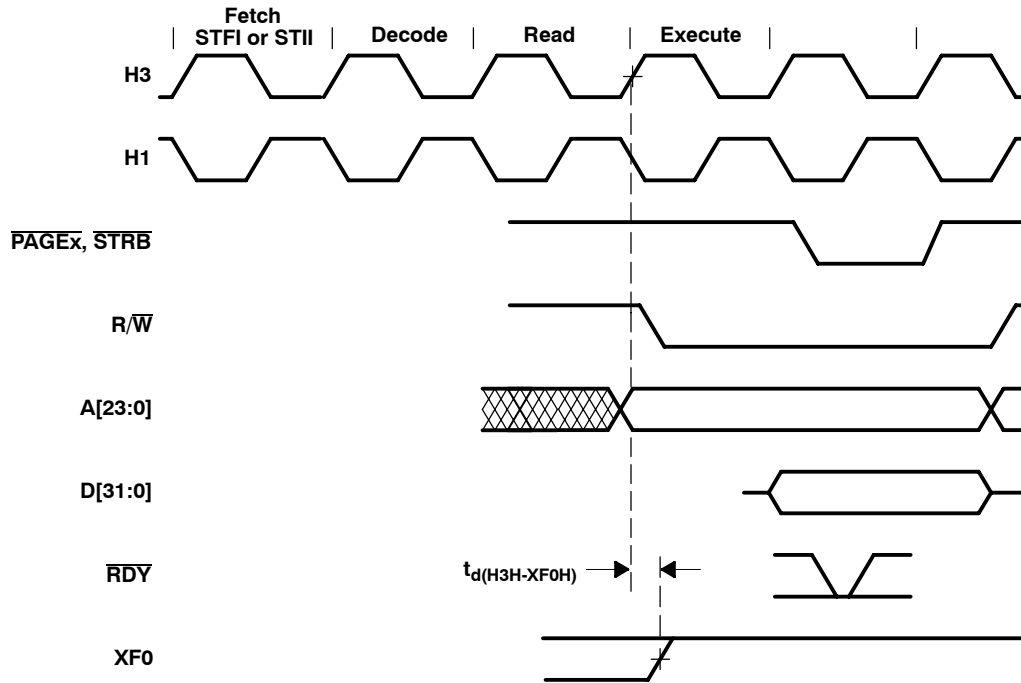 Fetch
STFI or STII
Decode
Read
Execute
H3
H1
PAGEx, STRB
R/W
A[23:0]
D[31:0]
RDY
td(H3H-XF0H)
XF0